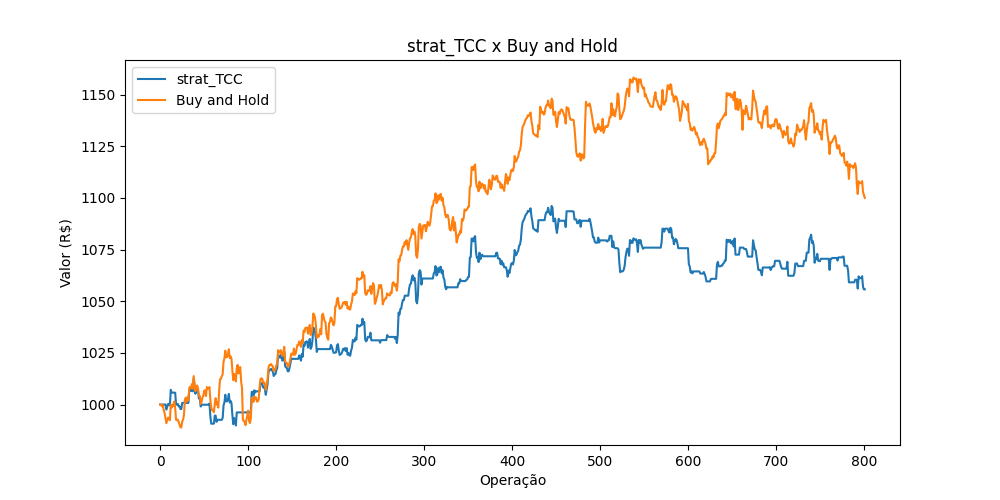 strat_TCC x Buy and Hold
strat_TCC
Buy and Hold
Valor (R$)
1150
1125
1100
1075
1050
1025
1000
0 100 200 300 400 500 600 700 800
Operação